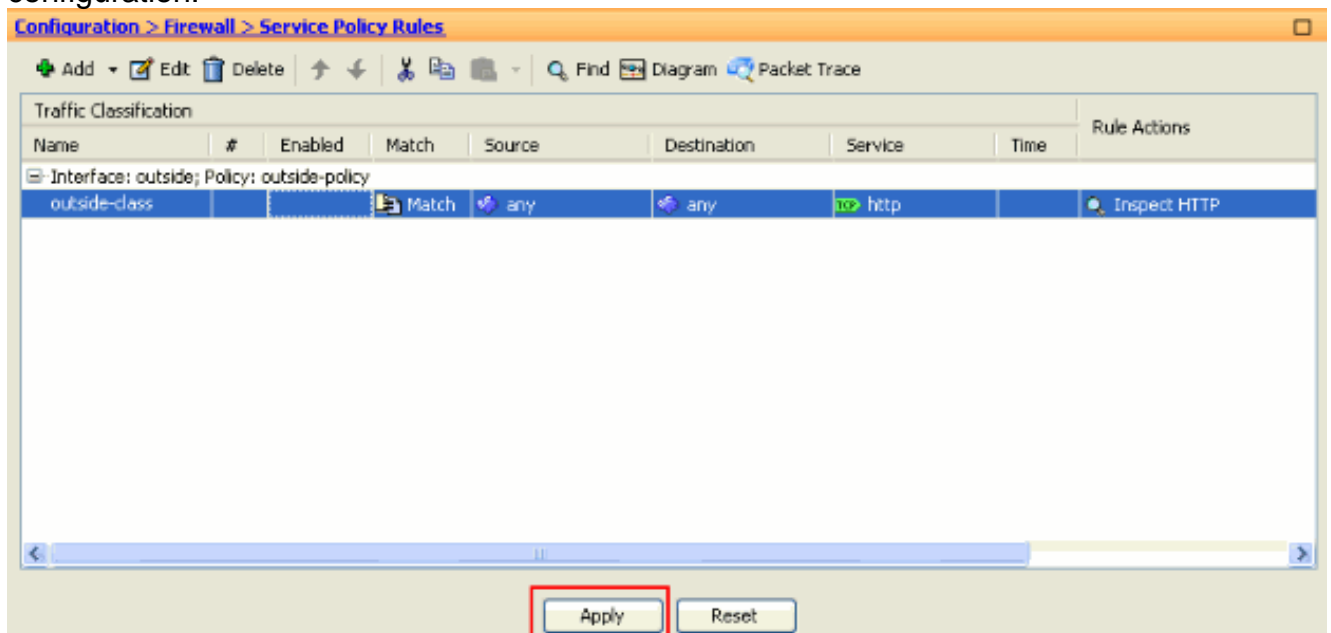 configuration.
Configuration > Firewall > Service Policy Rules
Add Edit Delete Find Diagram Packet Trace
Traffic Classification
Rule Actions
Name # Enabled Match Source Destination Service Time
Interface: outside; Policy: outside-policy
outside-class Match any any TCP http Inspect HTTP
Apply Reset